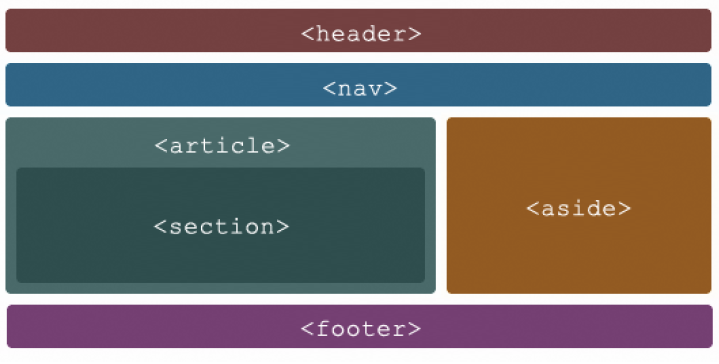 <header>
<nav>
<article>
<section>
<aside>
<footer>